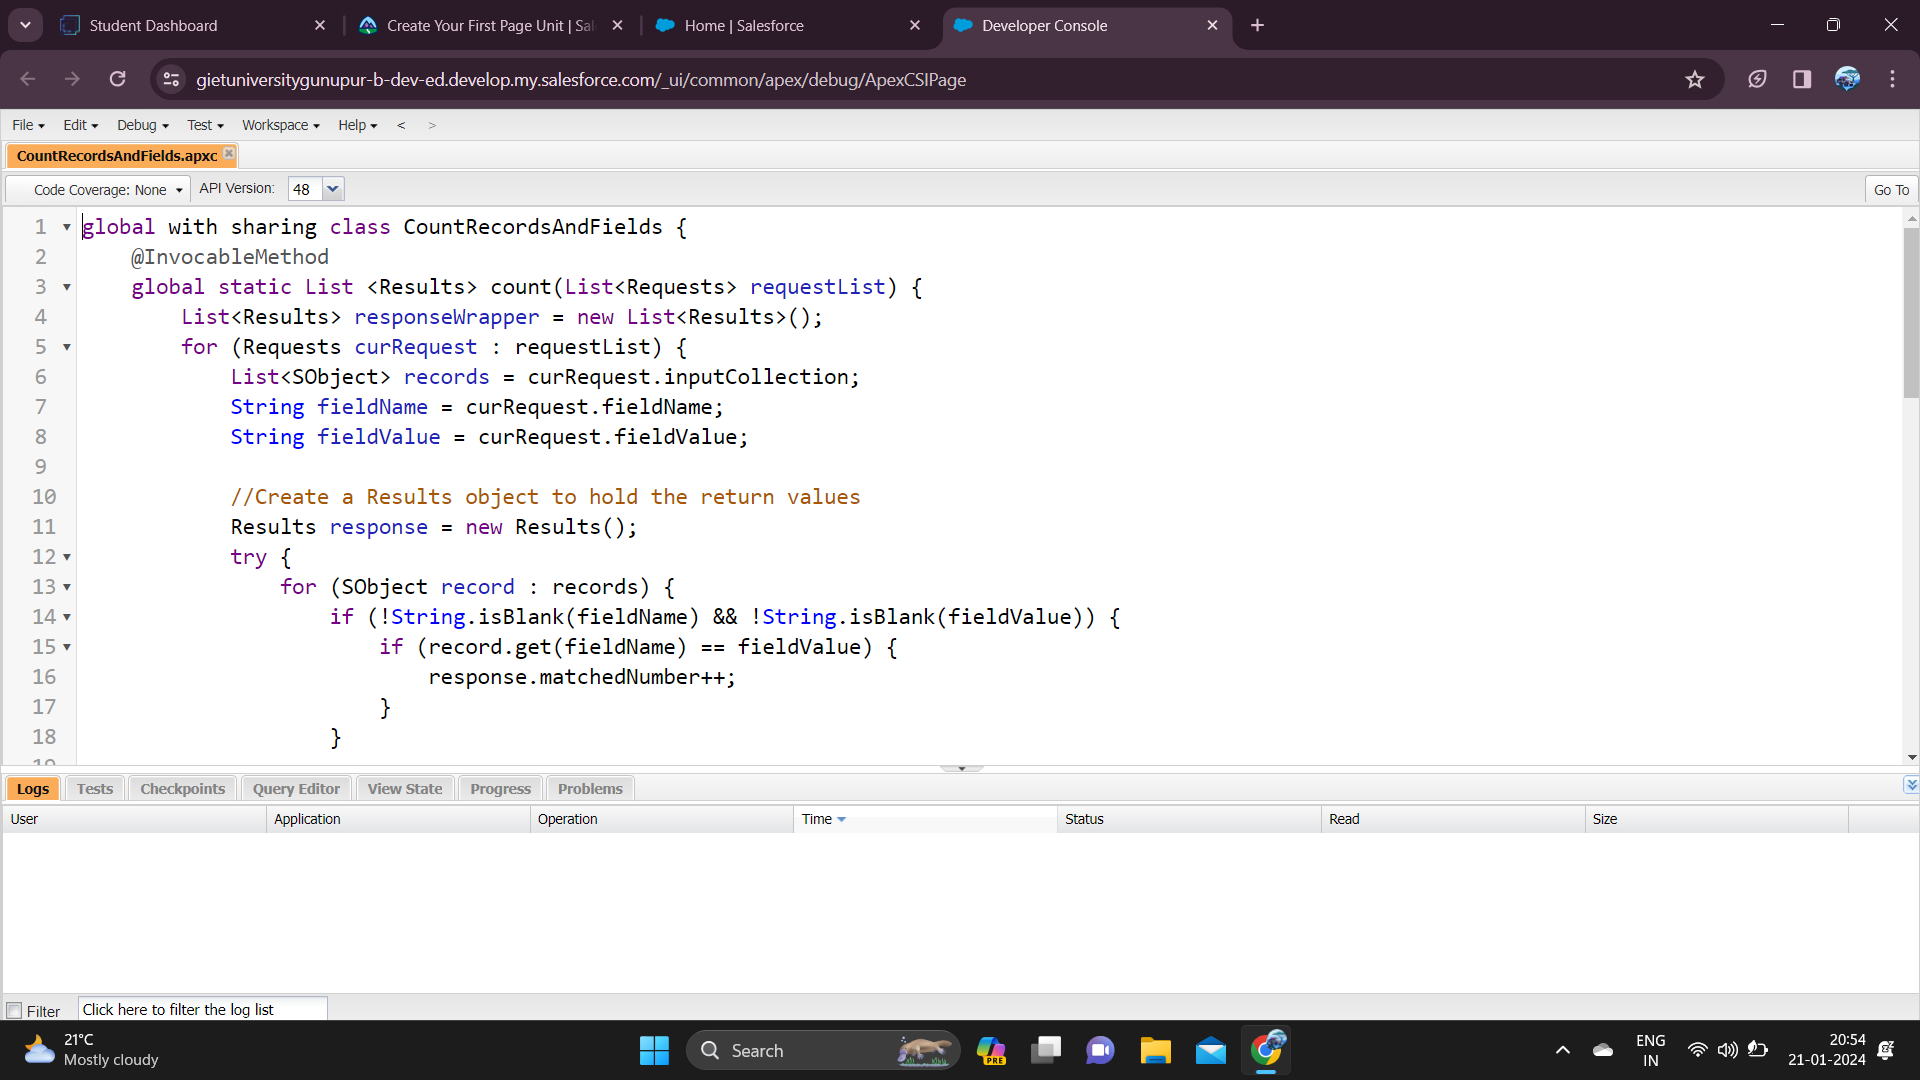 Student Dashboard
Create Your First Page Unit | Sal
Home | Salesforce
Developer Console
gietuniversitygunupur-b-dev-ed.develop.my.salesforce.com/_ui/common/apex/debug/ApexCSIPage
File Edit Debug Test Workspace Help < >
CountRecordsAndFields.apxc
Code Coverage: None API Version: 48 Go To
1 global with sharing class CountRecordsAndFields {
2 @InvocableMethod
3 global static List <Results> count(List<Requests> requestList) {
4 List<Results> responseWrapper = new List<Results>();
5 for (Requests curRequest : requestList) {
6 List<SObject> records = curRequest.inputCollection;
7 String fieldName = curRequest.fieldName;
8 String fieldValue = curRequest.fieldValue;
9
10 //Create a Results object to hold the return values
11 Results response = new Results();
12 try {
13 for (SObject record : records) {
14 if (!String.isBlank(fieldName) && !String.isBlank(fieldValue)) {
15 if (record.get(fieldName) == fieldValue) {
16 response.matchedNumber++;
17 }
18 }
19
Logs Tests Checkpoints Query Editor View State Progress Problems
User Application Operation Time Status Read Size
Filter Click here to filter the log list
21°C
Mostly cloudy
Search
PRE
ENG
IN
20:54
21-01-2024